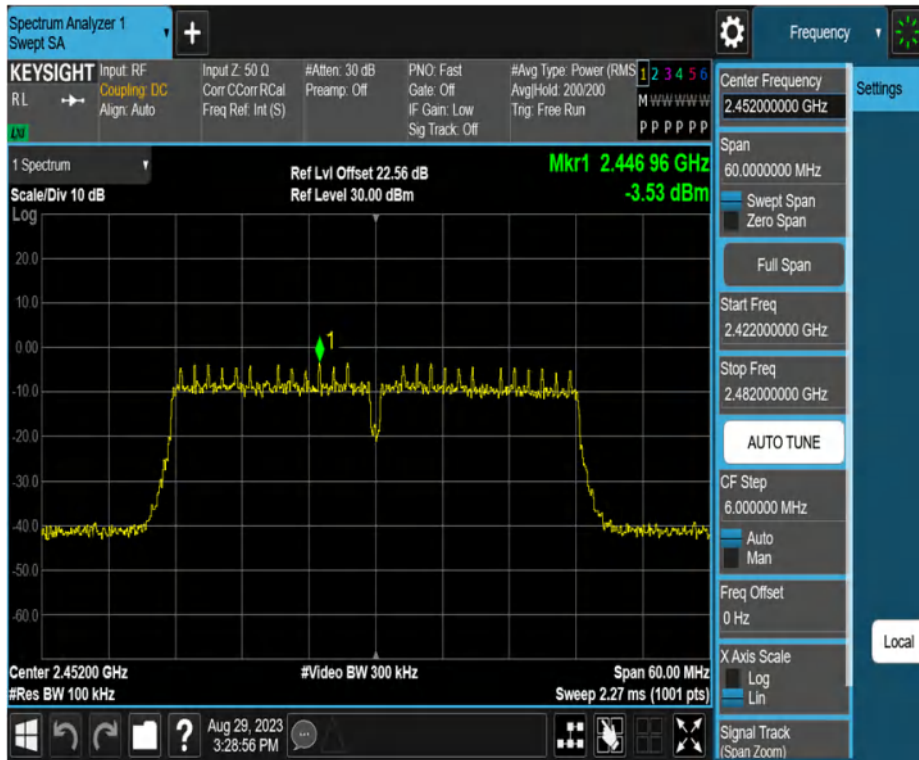 Spectrum Analyzer 1
Swept SA
+
Frequency
KEYSIGHT
RL
LXI
Input: RF
Coupling: DC
Align: Auto
Input Z: 50 Ω
Corr CCorr RCal
Freq Ref: Int (S)
#Atten: 30 dB
Preamp: Off
PNO: Fast
Gate: Off
IF Gain: Low
Sig Track: Off
#Avg Type: Power (RMS
Avg|Hold: 200/200
Trig: Free Run
1 2 3 4 5 6
M W W W W W
P P P P P P
Center Frequency
2.452000000 GHz
Settings
1 Spectrum
Scale/Div 10 dB
Ref Lvl Offset 22.56 dB
Ref Level 30.00 dBm
Mkr1 2.446 96 GHz
-3.53 dBm
Span
60.0000000 MHz
Swept Span
Zero Span
Full Span
Start Freq
2.422000000 GHz
Stop Freq
2.482000000 GHz
AUTO TUNE
CF Step
6.000000 MHz
Auto
Man
Freq Offset
0 Hz
X Axis Scale
Log
Lin
Signal Track
(Span Zoom)
Local
Log
20.0
10.0
0.00
-10.0
-20.0
-30.0
-40.0
-50.0
-60.0
1
Center 2.45200 GHz
#Video BW 300 kHz
Span 60.00 MHz
#Res BW 100 kHz
Sweep 2.27 ms (1001 pts)
?
Aug 29, 2023
3:28:56 PM